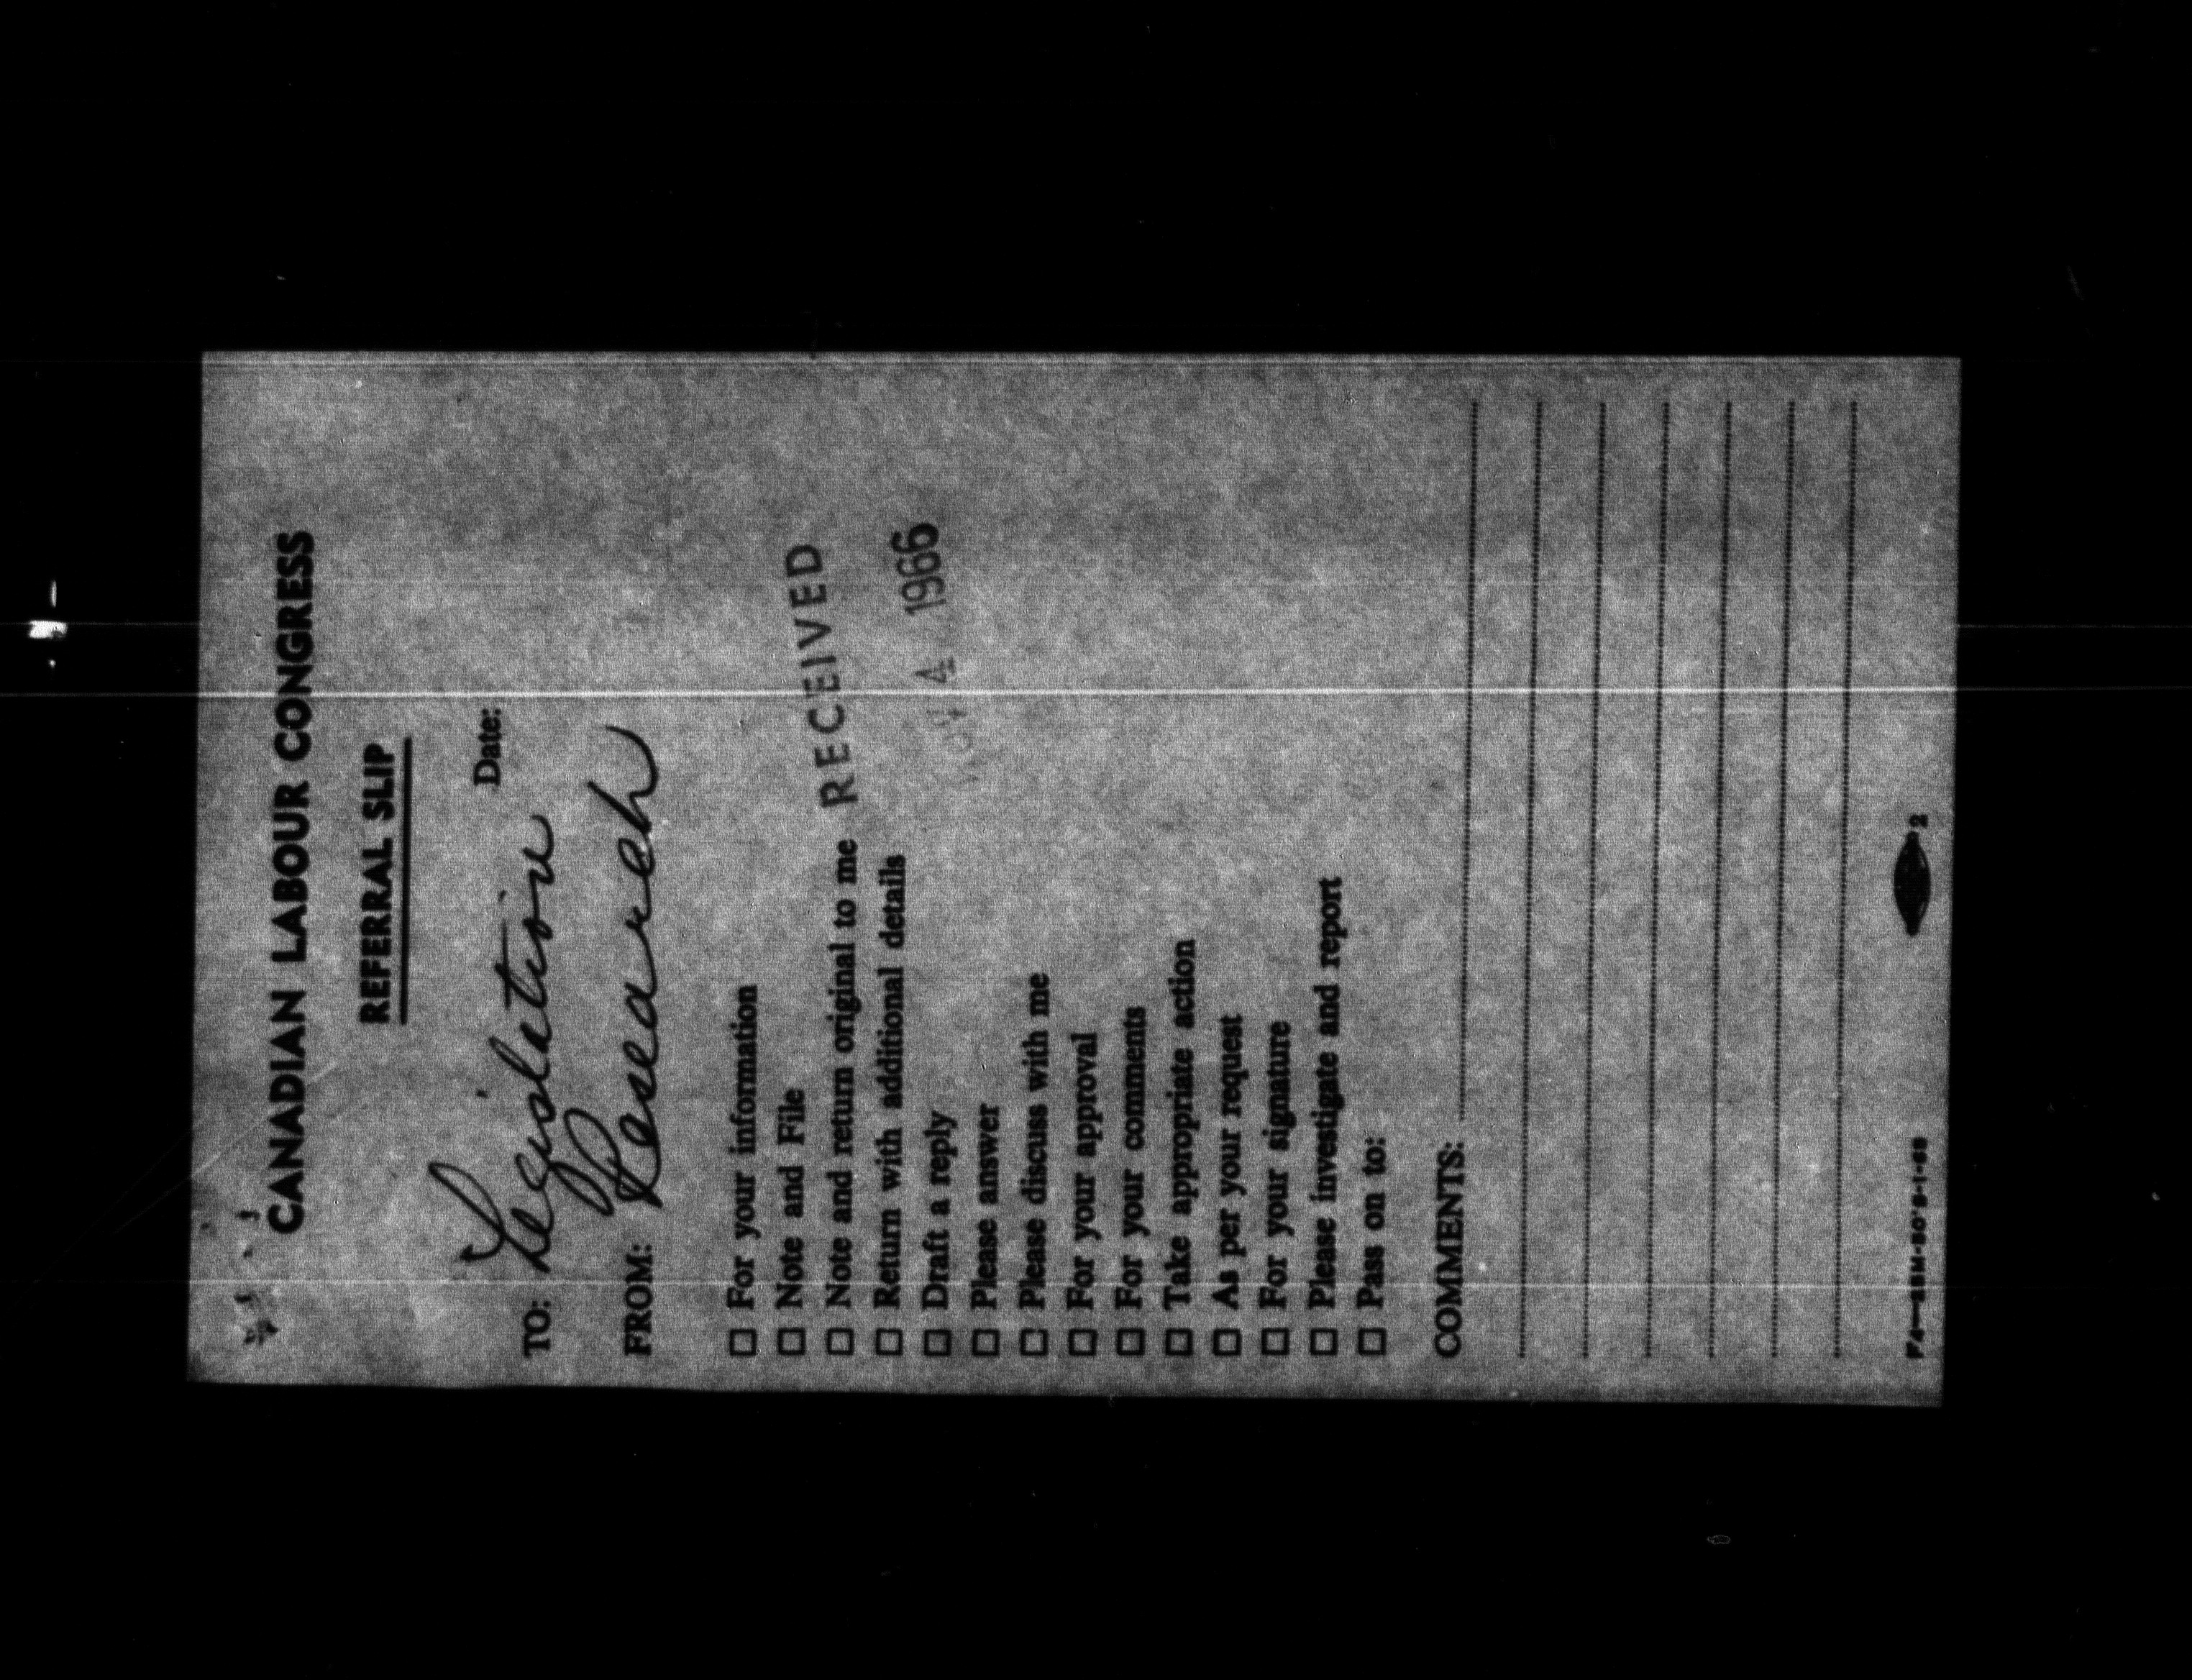 CANADIAN LABOUR CONGRESS
REFERRAL SLIP
Date:
TO: Legislation
FROM: Research
☐ For your information
☐ Note and File
☐ Note and return original to me
RECEIVED
☐ Return with additional details
NOV 4 1966
☐ Draft a reply
☐ Please answer
☐ Please discuss with me
☐ For your approval
☐ For your comments
☐ Take appropriate action
☐ As per your request
☐ For your signature
☐ Please investigate and report
☐ Pass on to:
COMMENTS:
2